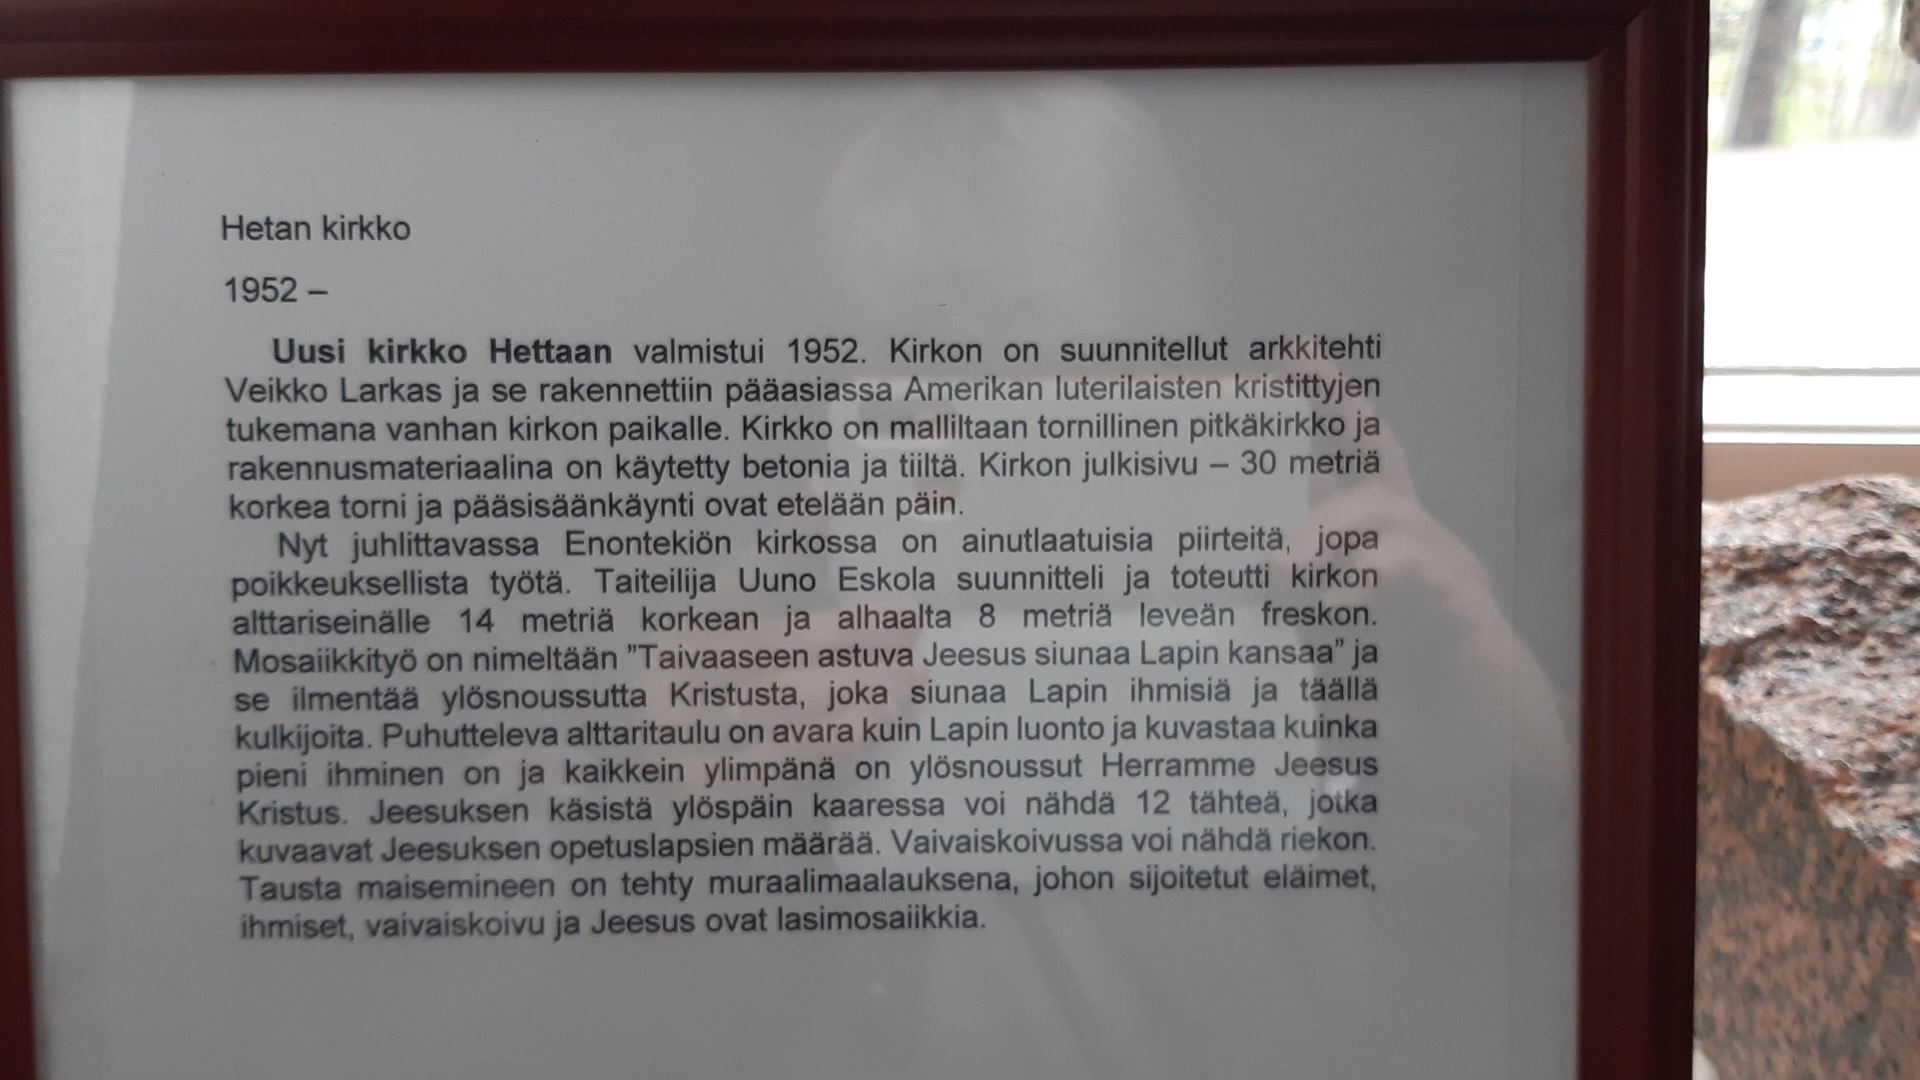 Hetan kirkko
1952 –
Uusi kirkko Hettaan valmistui 1952. Kirkon on suunnitellut arkkitehti
Veikko Larkas ja se rakennettiin pääasiassa Amerikan luterilaisten kristittyjen
tukemana vanhan kirkon paikalle. Kirkko on malliltaan tornillinen pitkäkirkko ja
rakennusmateriaalina on käytetty betonia ja tiiltä. Kirkon julkisivu – 30 metriä
korkea torni ja pääsisäänkäynti ovat etelään päin.
Nyt juhlittavassa Enontekiön kirkossa on ainutlaatuisia piirteitä, jopa
poikkeuksellista työtä. Taiteilija Uuno Eskola suunnitteli ja toteutti kirkon
alttariseinälle 14 metriä korkean ja alhaalta 8 metriä leveän freskon.
Mosaiikkityö on nimeltään ”Taivaaseen astuva Jeesus siunaa Lapin kansaa” ja
se ilmentää ylösnoussutta Kristusta, joka siunaa Lapin ihmisiä ja täällä
kulkijoita. Puhutteleva alttaritaulu on avara kuin Lapin luonto ja kuvastaa kuinka
pieni ihminen on ja kaikkein ylimpänä on ylösnoussut Herramme Jeesus
Kristus. Jeesuksen käsistä ylöspäin kaaressa voi nähdä 12 tähteä, jotka
kuvaavat Jeesuksen opetuslapsien määrää. Vaivaiskoivussa voi nähdä riekon.
Tausta maisemineen on tehty muraalimaalauksena, johon sijoitetut eläimet,
ihmiset, vaivaiskoivu ja Jeesus ovat lasimosaiikkia.